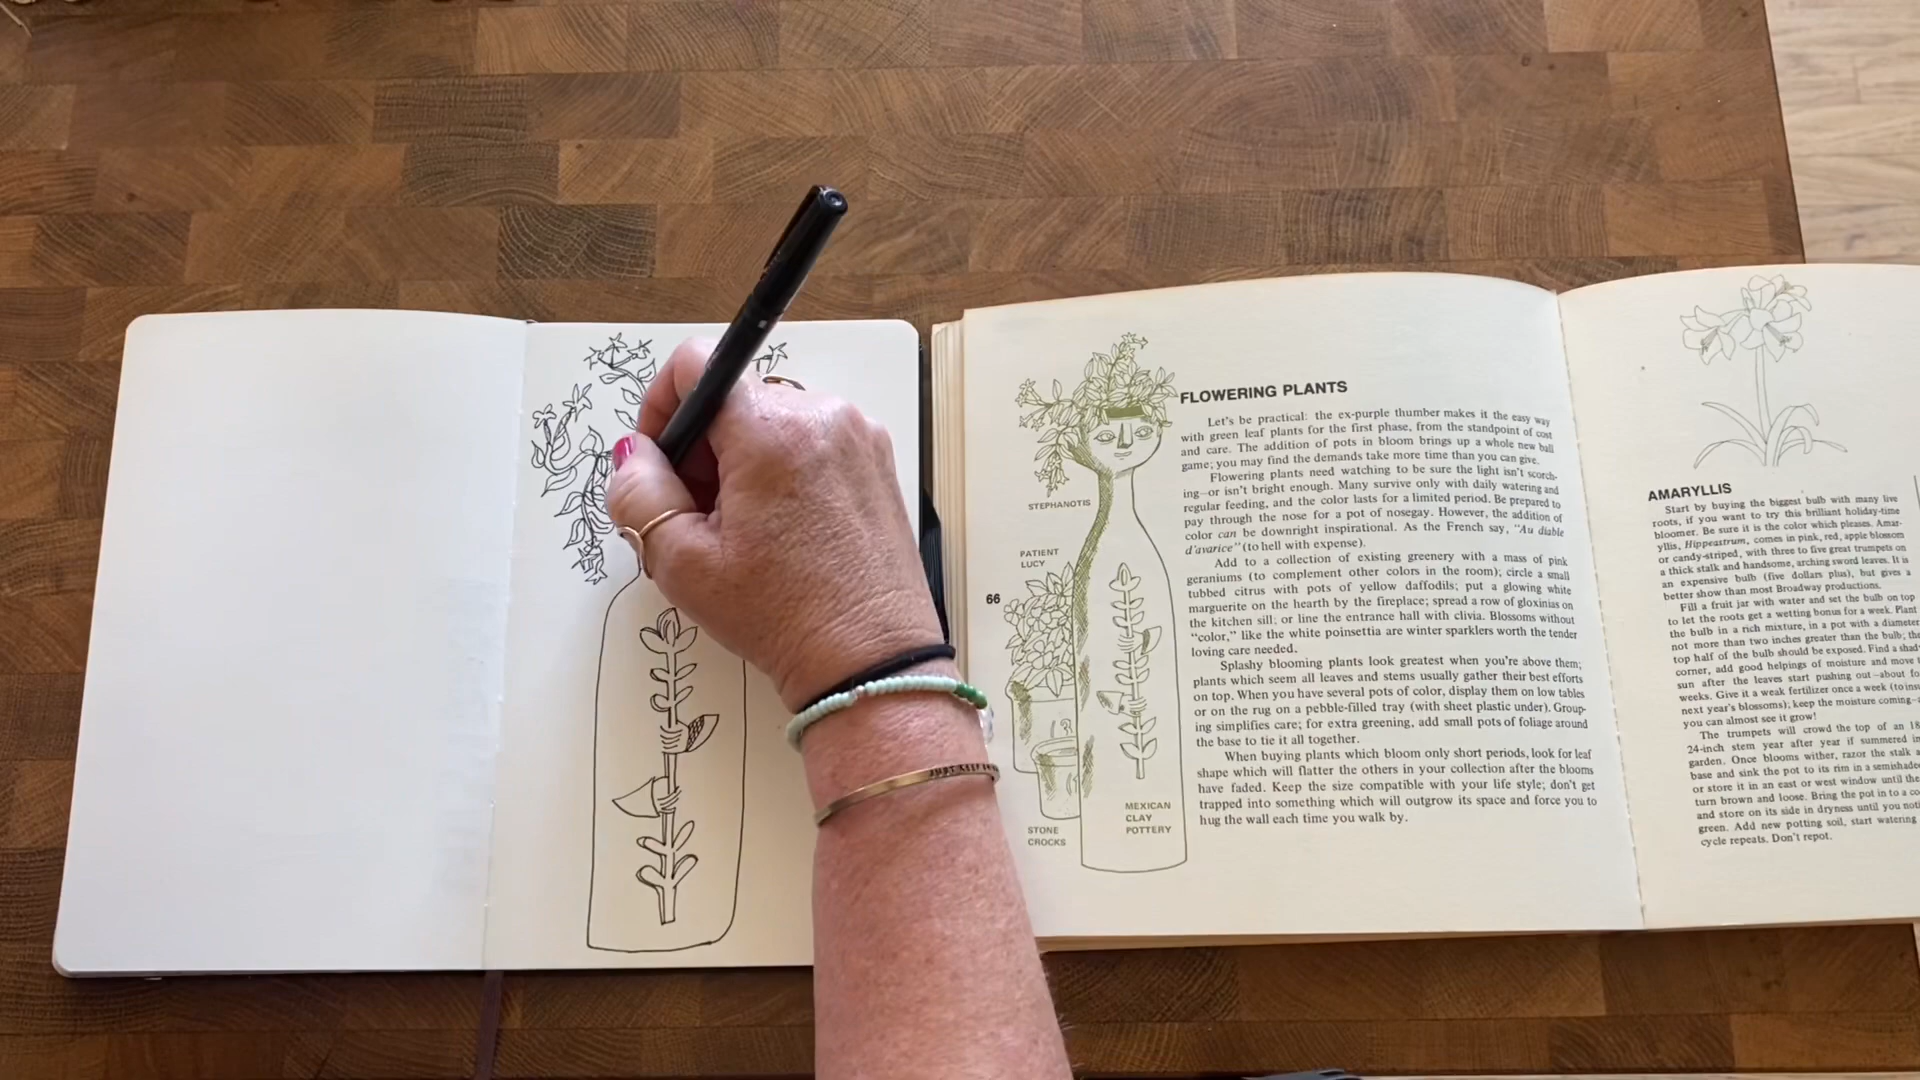 FLOWERING PLANTS
Let's be practical: the ex-purple thumber makes it the easy way
with green leaf plants for the first phase, from the standpoint of cost
and care. The addition of pots in bloom brings up a whole new ball
game; you may find the demands take more time than you can give.
Flowering plants need watching to be sure the light isn't scorch-
ing—or isn't bright enough. Many survive only with daily watering and
regular feeding, and the color lasts for a limited period. Be prepared to
pay through the nose for a pot of nosegay. However, the addition of
color can be downright inspirational. As the French say, "Au diable
d'avarice" (to hell with expense).
Add to a collection of existing greenery with a mass of pink
geraniums (to complement other colors in the room); circle a small
tubbed citrus with pots of yellow daffodils; put a glowing white
marguerite on the hearth by the fireplace; spread a row of gloxinias on
the kitchen sill; or line the entrance hall with clivia. Blossoms without
"color," like the white poinsettia are winter sparklers worth the tender
loving care needed.
Splashy blooming plants look greatest when you're above them;
plants which seem all leaves and stems usually gather their best efforts
on top. When you have several pots of color, display them on low tables
or on the rug on a pebble-filled tray (with sheet plastic under). Group-
ing simplifies care; for extra greening, add small pots of foliage around
the base to tie it all together.
When buying plants which bloom only short periods, look for leaf
shape which will flatter the others in your collection after the blooms
have faded. Keep the size compatible with your life style; don't get
trapped into something which will outgrow its space and force you to
hug the wall each time you walk by.
STEPHANOTIS
PATIENT
LUCY
66
MEXICAN
CLAY
POTTERY
STONE
CROCKS
AMARYLLIS
Start by buying the biggest bulb with many live
roots, if you want to try this brilliant holiday-time
bloomer. Be sure it is the color which pleases. Amar-
yllis, Hippeastrum, comes in pink, red, apple blossom
or candy-striped, with three to five great trumpets on
a thick stalk and handsome, arching sword leaves. It is
an expensive bulb (five dollars plus), but gives a
better show than most Broadway productions.
Fill a fruit jar with water and set the bulb on top
to let the roots get a wetting bonus for a week. Plant
the bulb in a rich mixture, in a pot with a diameter
not more than two inches greater than the bulb; the
top half of the bulb should be exposed. Find a shad
corner, add good helpings of moisture and move
sun after the leaves start pushing out—about fo
weeks. Give it a weak fertilizer once a week (to ins
next year's blossoms); keep the moisture coming—
you can almost see it grow!
The trumpets will crowd the top of an 18
24-inch stem year after year if summered in
garden. Once blooms wither, razor the stalk
base and sink the pot to its rim in a semishade
or store it in an east or west window until the
turn brown and loose. Bring the pot in to a co
and store on its side in dryness until you not
green. Add new potting soil, start watering
cycle repeats. Don't repot.
JUST KEEP